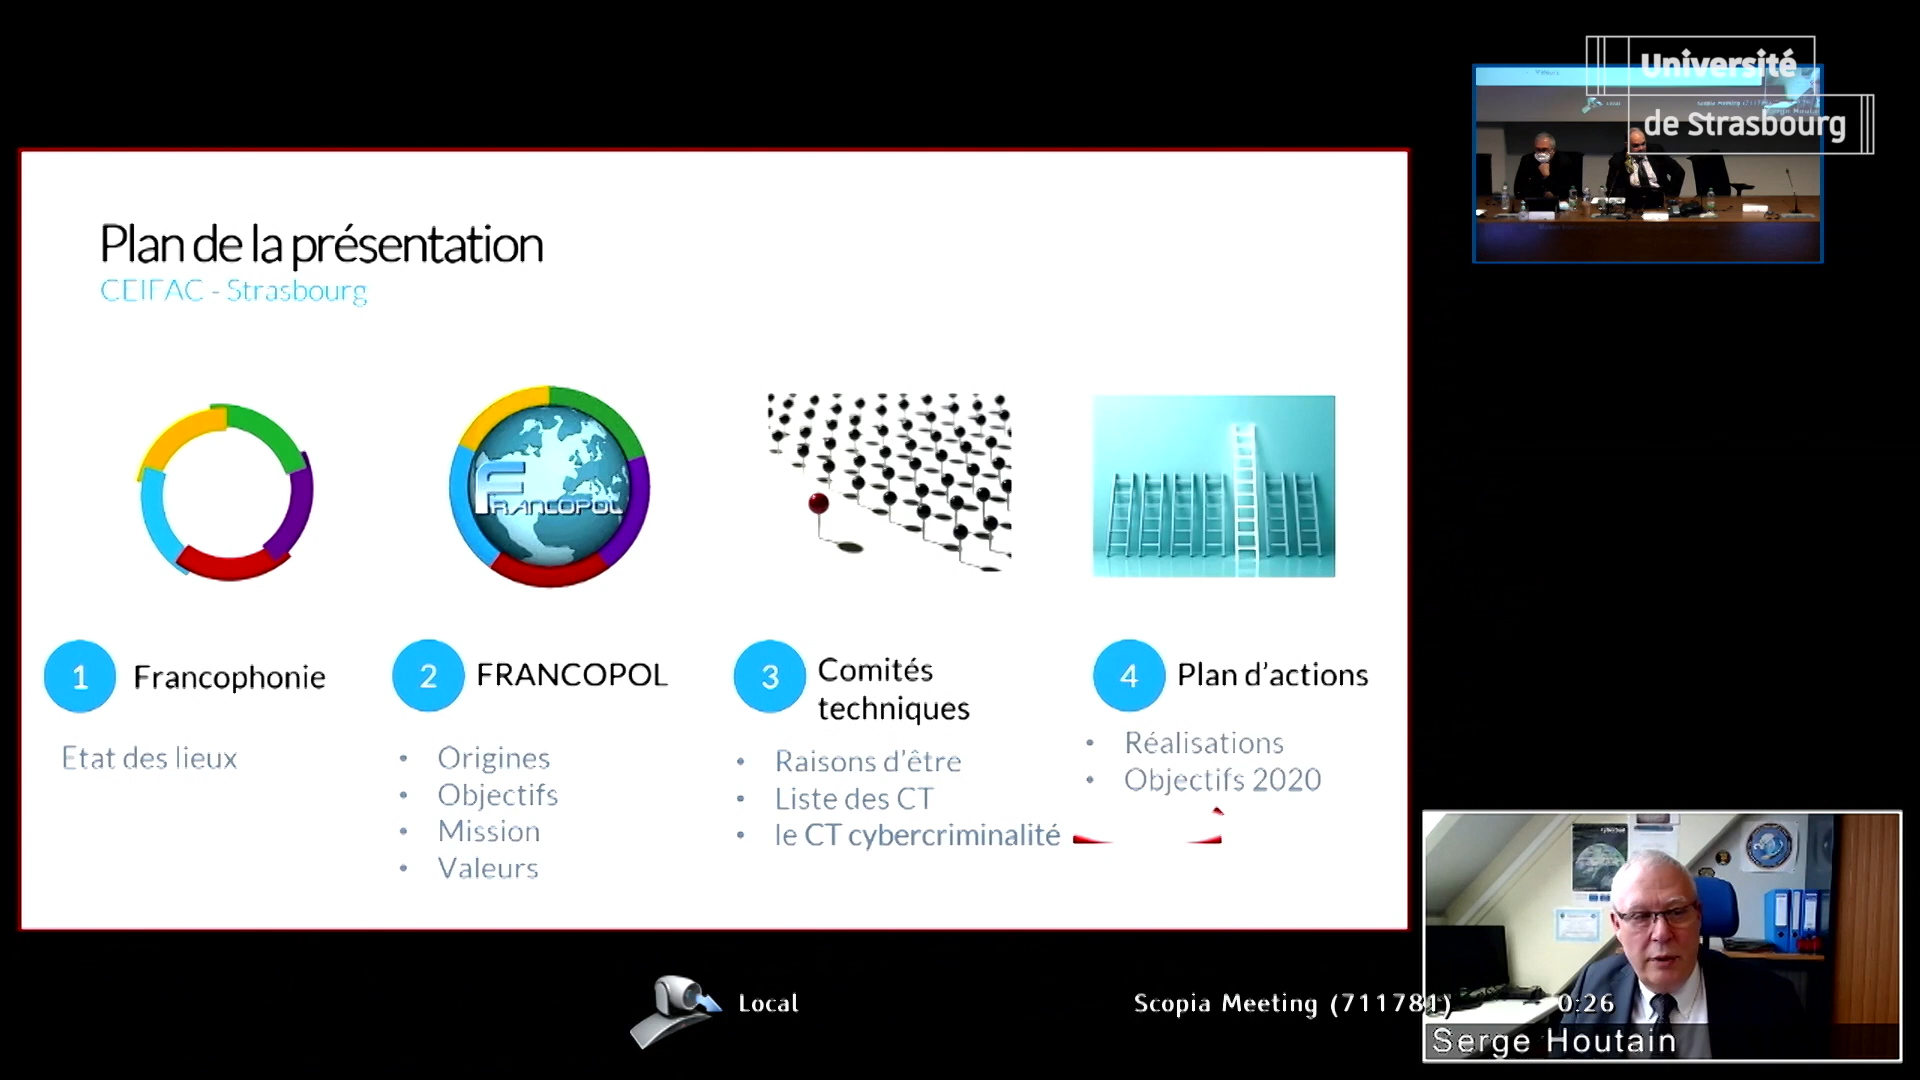 Université
de Strasbourg
Plan de la présentation
CEIFAC - Strasbourg
FRANCOPOL
1 Francophonie
Etat des lieux
2 FRANCOPOL
• Origines
• Objectifs
• Mission
• Valeurs
3 Comités
techniques
• Raisons d'être
• Liste des CT
• le CT cybercriminalité
4 Plan d'actions
• Réalisations
• Objectifs 2020
Local
Scopia Meeting (711781)
0:26
Serge Houtain